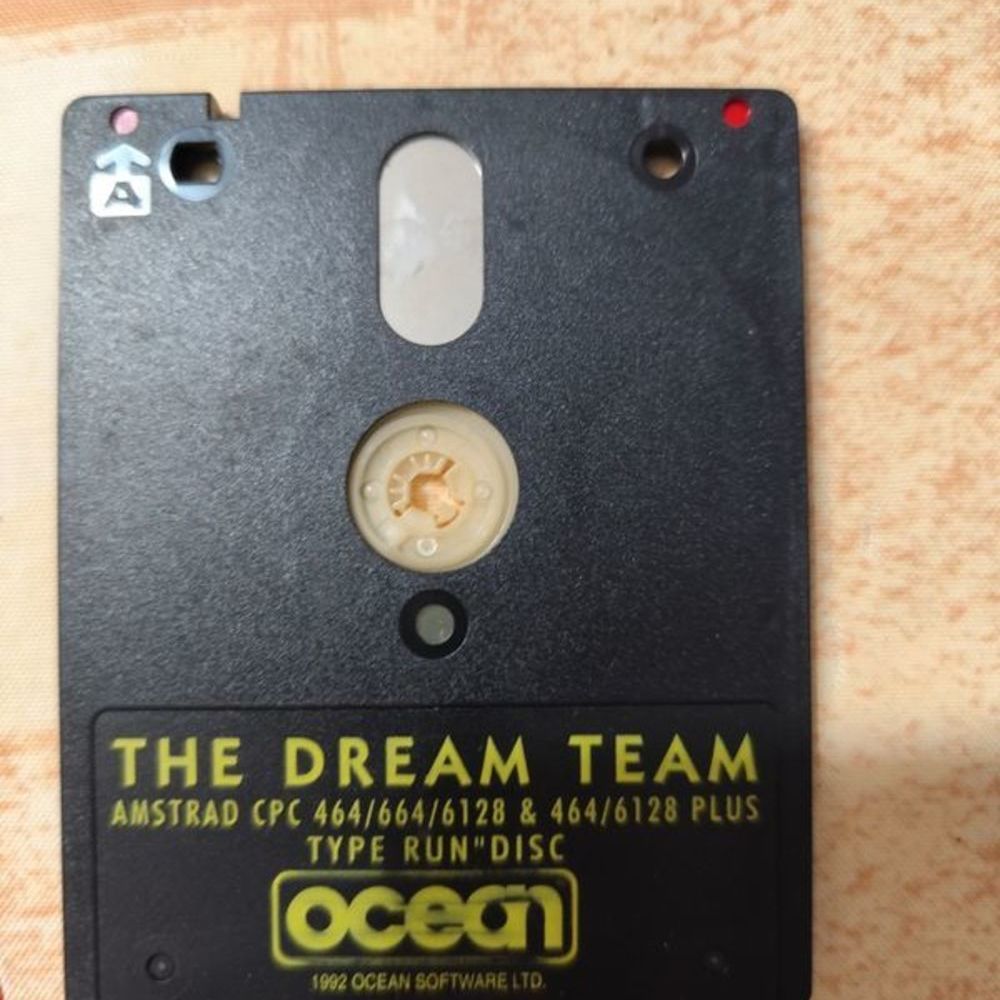 A
THE DREAM TEAM
AMSTRAD CPC 464/664/6128 & 464/6128 PLUS
TYPE RUN"DISC
ocean
1992 OCEAN SOFTWARE LTD.